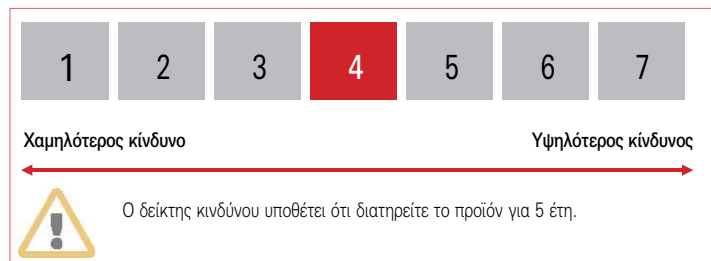 1 2 3 4 5 6 7
Χαμηλότερος κίνδυνο Υψηλότερος κίνδυνος
Ο δείκτης κινδύνου υποθέτει ότι διατηρείτε το προϊόν για 5 έτη.